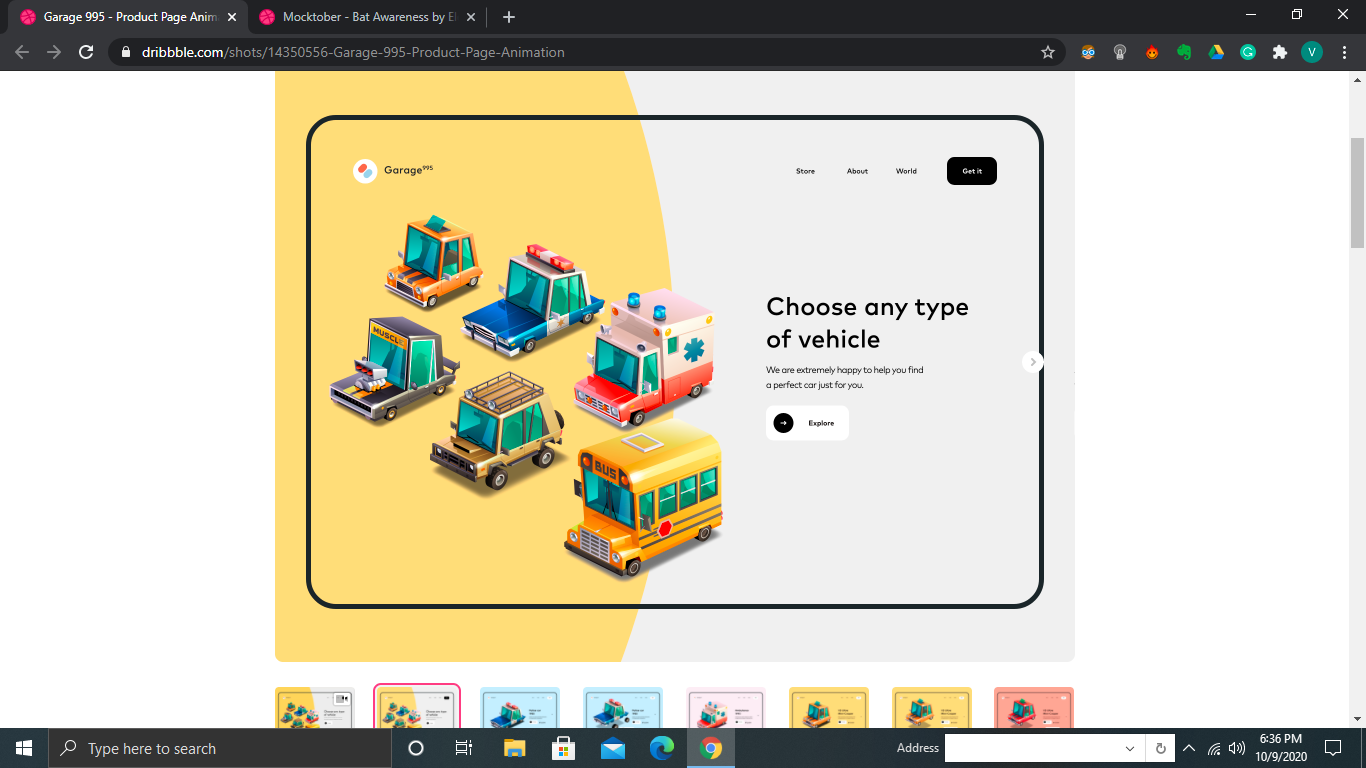 Garage 995 - Product Page Anim
Mocktober - Bat Awareness by El
dribbble.com/shots/14350556-Garage-995-Product-Page-Animation
V
Garage995
Store
About
World
Get it
MUSCLE
BUS
Choose any type
of vehicle
We are extremely happy to help you find
a perfect car just for you.
Explore
Type here to search
Address
6:36 PM
10/9/2020